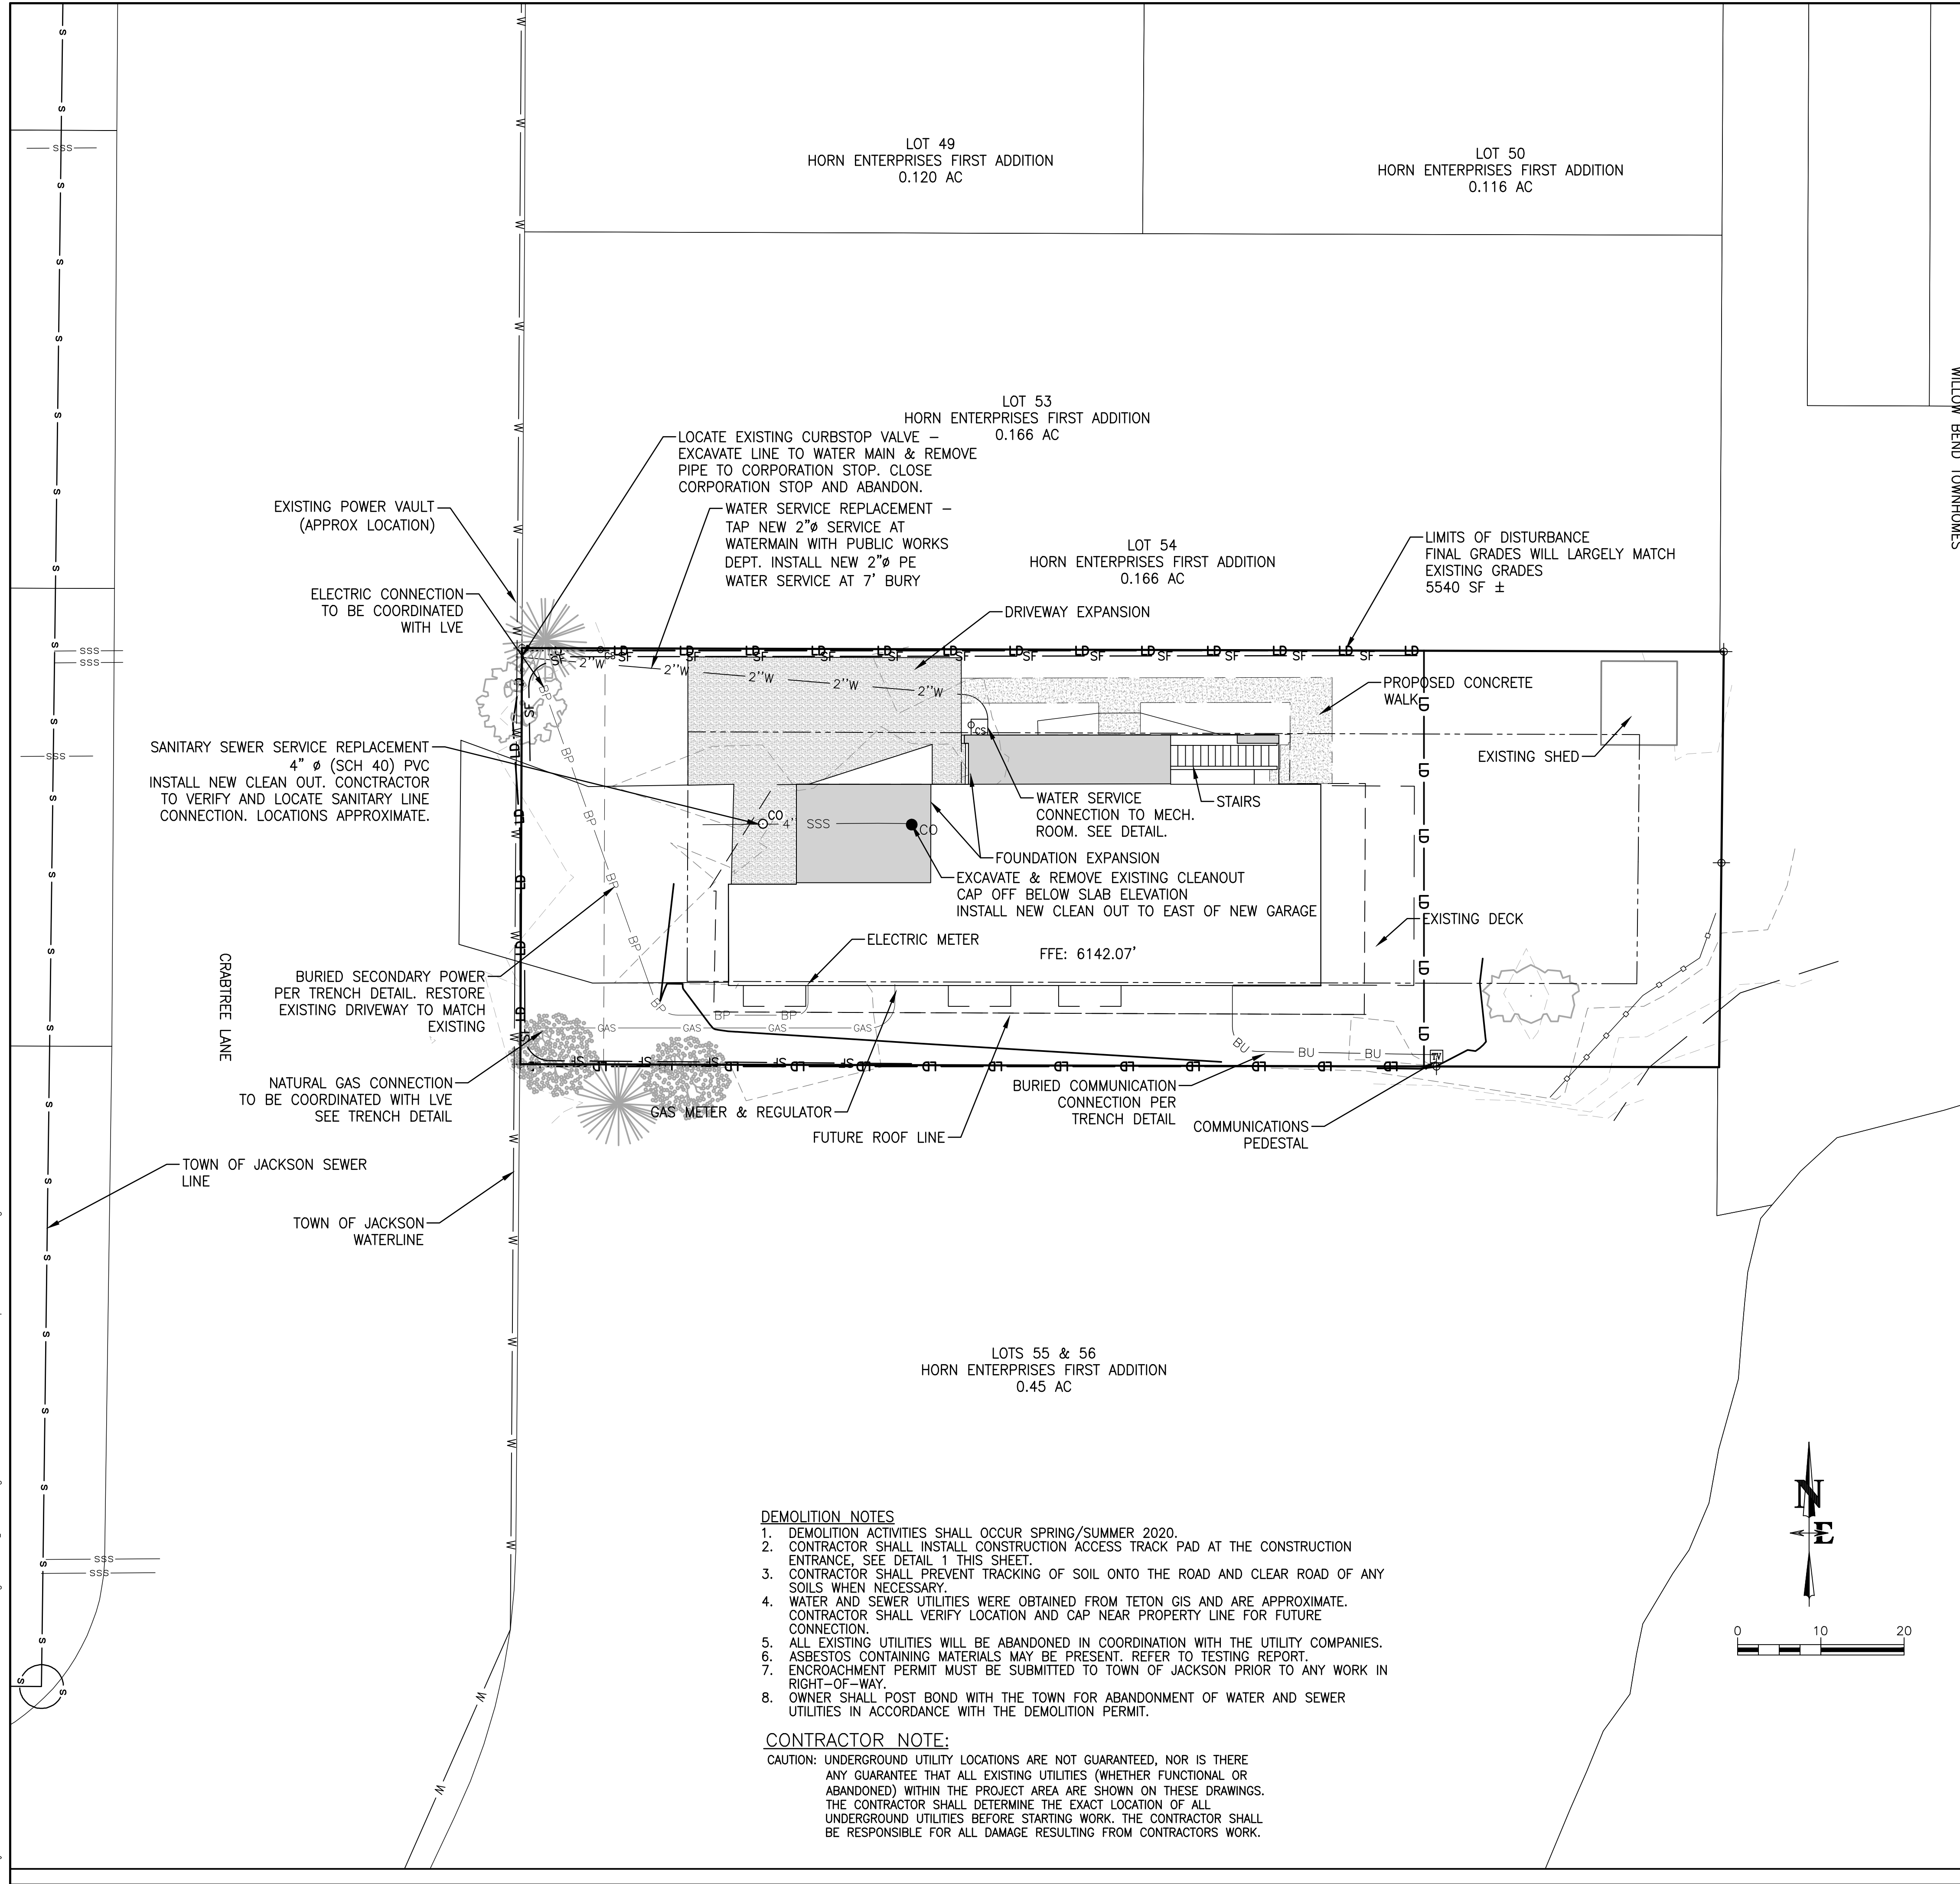 LOT 49
HORN ENTERPRISES FIRST ADDITION
0.120 AC
LOT 50
HORN ENTERPRISES FIRST ADDITION
0.116 AC
WILLOW BEND TOWNHOMES
LOT 53
HORN ENTERPRISES FIRST ADDITION
0.166 AC
LOCATE EXISTING CURBSTOP VALVE –
EXCAVATE LINE TO WATER MAIN & REMOVE
PIPE TO CORPORATION STOP. CLOSE
CORPORATION STOP AND ABANDON.
EXISTING POWER VAULT
(APPROX LOCATION)
WATER SERVICE REPLACEMENT –
TAP NEW 2"ø SERVICE AT
WATERMAIN WITH PUBLIC WORKS
DEPT. INSTALL NEW 2"ø PE
WATER SERVICE AT 7' BURY
LOT 54
HORN ENTERPRISES FIRST ADDITION
0.166 AC
LIMITS OF DISTURBANCE
FINAL GRADES WILL LARGELY MATCH
EXISTING GRADES
5540 SF ±
ELECTRIC CONNECTION
TO BE COORDINATED
WITH LVE
DRIVEWAY EXPANSION
2"W 2"W 2"W 2"W 2"W
PROPOSED CONCRETE
WALK
EXISTING SHED
SANITARY SEWER SERVICE REPLACEMENT
4" ø (SCH 40) PVC
INSTALL NEW CLEAN OUT. CONCTRACTOR
TO VERIFY AND LOCATE SANITARY LINE
CONNECTION. LOCATIONS APPROXIMATE.
CS
WATER SERVICE
CONNECTION TO MECH.
ROOM. SEE DETAIL.
STAIRS
CO 4" SSS CO
FOUNDATION EXPANSION
EXCAVATE & REMOVE EXISTING CLEANOUT
CAP OFF BELOW SLAB ELEVATION
INSTALL NEW CLEAN OUT TO EAST OF NEW GARAGE
EXISTING DECK
ELECTRIC METER
FFE: 6142.07'
CRABTREE LANE
BURIED SECONDARY POWER
PER TRENCH DETAIL. RESTORE
EXISTING DRIVEWAY TO MATCH
EXISTING
BP BP BP
GAS GAS GAS GAS
BU BU BU
TV
NATURAL GAS CONNECTION
TO BE COORDINATED WITH LVE
SEE TRENCH DETAIL
GAS METER & REGULATOR
FUTURE ROOF LINE
BURIED COMMUNICATION
CONNECTION PER
TRENCH DETAIL
COMMUNICATIONS
PEDESTAL
TOWN OF JACKSON SEWER
LINE
TOWN OF JACKSON
WATERLINE
LOTS 55 & 56
HORN ENTERPRISES FIRST ADDITION
0.45 AC
N
E
0 10 20
DEMOLITION NOTES
1. DEMOLITION ACTIVITIES SHALL OCCUR SPRING/SUMMER 2020.
2. CONTRACTOR SHALL INSTALL CONSTRUCTION ACCESS TRACK PAD AT THE CONSTRUCTION
ENTRANCE, SEE DETAIL 1 THIS SHEET.
3. CONTRACTOR SHALL PREVENT TRACKING OF SOIL ONTO THE ROAD AND CLEAR ROAD OF ANY
SOILS WHEN NECESSARY.
4. WATER AND SEWER UTILITIES WERE OBTAINED FROM TETON GIS AND ARE APPROXIMATE.
CONTRACTOR SHALL VERIFY LOCATION AND CAP NEAR PROPERTY LINE FOR FUTURE
CONNECTION.
5. ALL EXISTING UTILITIES WILL BE ABANDONED IN COORDINATION WITH THE UTILITY COMPANIES.
6. ASBESTOS CONTAINING MATERIALS MAY BE PRESENT. REFER TO TESTING REPORT.
7. ENCROACHMENT PERMIT MUST BE SUBMITTED TO TOWN OF JACKSON PRIOR TO ANY WORK IN
RIGHT–OF–WAY.
8. OWNER SHALL POST BOND WITH THE TOWN FOR ABANDONMENT OF WATER AND SEWER
UTILITIES IN ACCORDANCE WITH THE DEMOLITION PERMIT.
CONTRACTOR NOTE:
CAUTION: UNDERGROUND UTILITY LOCATIONS ARE NOT GUARANTEED, NOR IS THERE
ANY GUARANTEE THAT ALL EXISTING UTILITIES (WHETHER FUNCTIONAL OR
ABANDONED) WITHIN THE PROJECT AREA ARE SHOWN ON THESE DRAWINGS.
THE CONTRACTOR SHALL DETERMINE THE EXACT LOCATION OF ALL
UNDERGROUND UTILITIES BEFORE STARTING WORK. THE CONTRACTOR SHALL
BE RESPONSIBLE FOR ALL DAMAGE RESULTING FROM CONTRACTORS WORK.